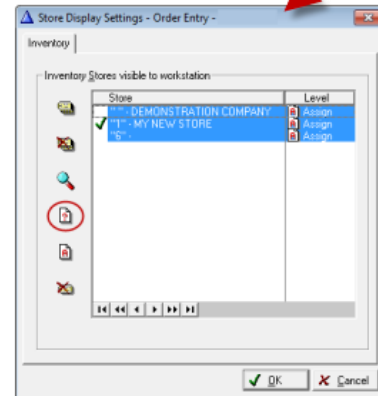 Store Display Settings - Order Entry -
Inventory
Inventory Stores visible to workstation
Store Level
" " - DEMONSTRATION COMPANY Assign
"1" - MY NEW STORE Assign
"6" - Assign
OK Cancel